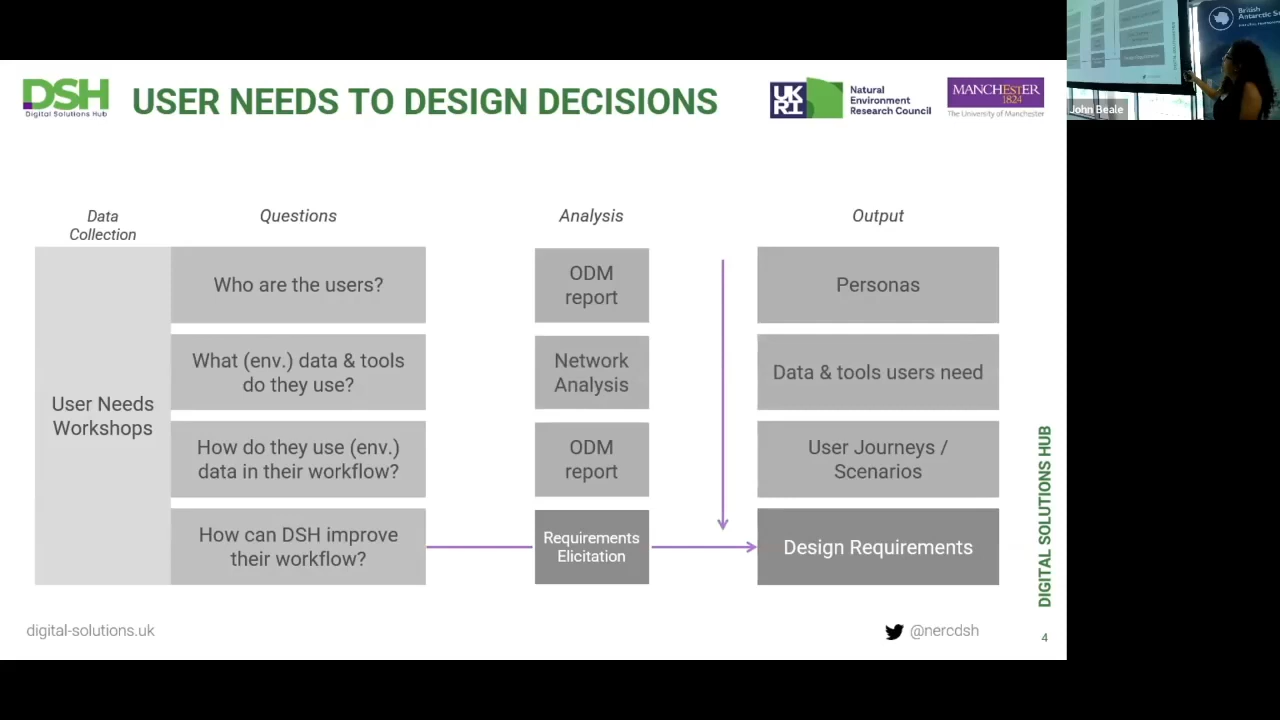 DSH
Digital Solutions Hub
USER NEEDS TO DESIGN DECISIONS
UKRI
Natural
Environment
Research Council
MANCHESTER
1824
The University of Manchester
British
Antarctic
John Beale
Data
Collection
Questions
Analysis
Output
User Needs
Workshops
Who are the users?
ODM
report
Personas
What (env.) data & tools
do they use?
Network
Analysis
Data & tools users need
How do they use (env.)
data in their workflow?
ODM
report
User Journeys /
Scenarios
How can DSH improve
their workflow?
Requirements
Elicitation
Design Requirements
DIGITAL SOLUTIONS HUB
digital-solutions.uk
@nercdsh
4